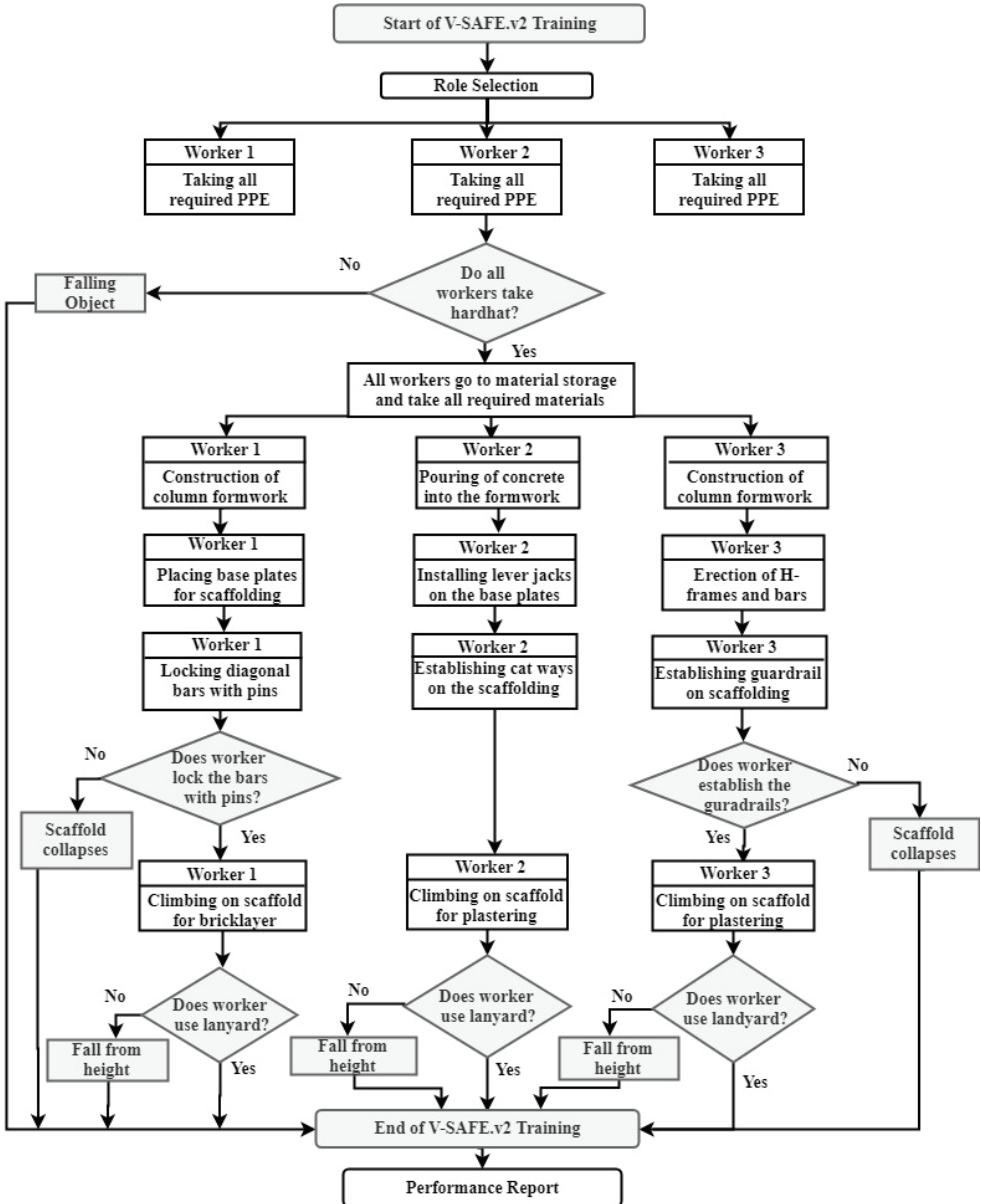 Start of V-SAFE.v2 Training
Role Selection
Worker 1
Taking all
required PPE
Worker 2
Taking all
required PPE
Worker 3
Taking all
required PPE
No
Falling
Object
Do all
workers take
hardhat?
Yes
All workers go to material storage
and take all required materials
Worker 1
Construction of
column formwork
Worker 2
Pouring of concrete
into the formwork
Worker 3
Construction of
column formwork
Worker 1
Placing base plates
for scaffolding
Worker 2
Installing lever jacks
on the base plates
Worker 3
Erection of H-
frames and bars
Worker 1
Locking diagonal
bars with pins
Worker 2
Establishing cat ways
on the scaffolding
Worker 3
Establishing guardrail
on scaffolding
No
Does worker
lock the bars
with pins?
Yes
Scaffold
collapses
Does worker
establish the
guradrails?
No
Yes
Scaffold
collapses
Worker 1
Climbing on scaffold
for bricklayer
Worker 2
Climbing on scaffold
for plastering
Worker 3
Climbing on scaffold
for plastering
No
Does worker
use lanyard?
Fall from
height
Yes
No
Does worker
use lanyard?
Fall from
height
Yes
No
Does worker
use landyard?
Fall from
height
Yes
End of V-SAFE.v2 Training
Performance Report